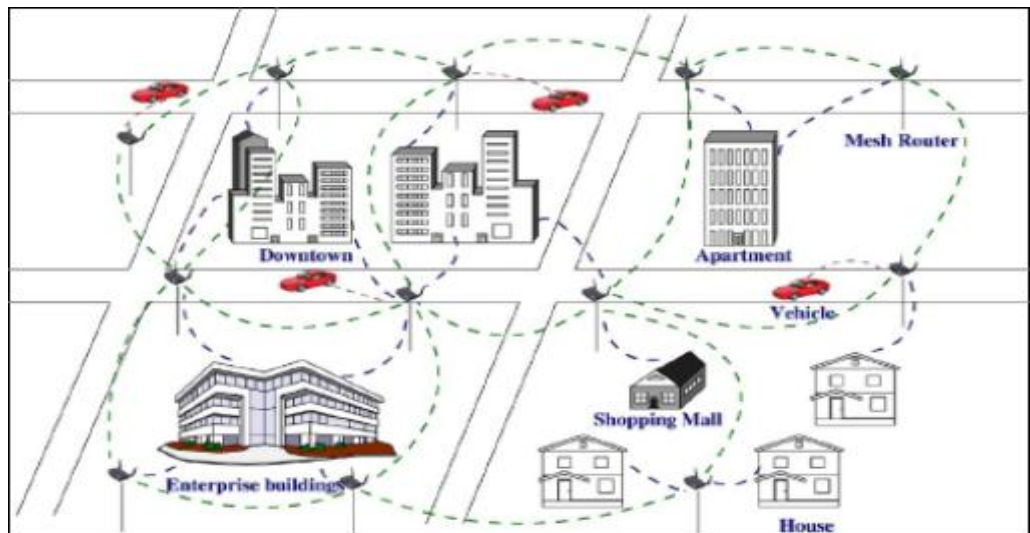 Mesh Router
Downtown
Apartment
Vehicle
Shopping Mall
Enterprise buildings
House